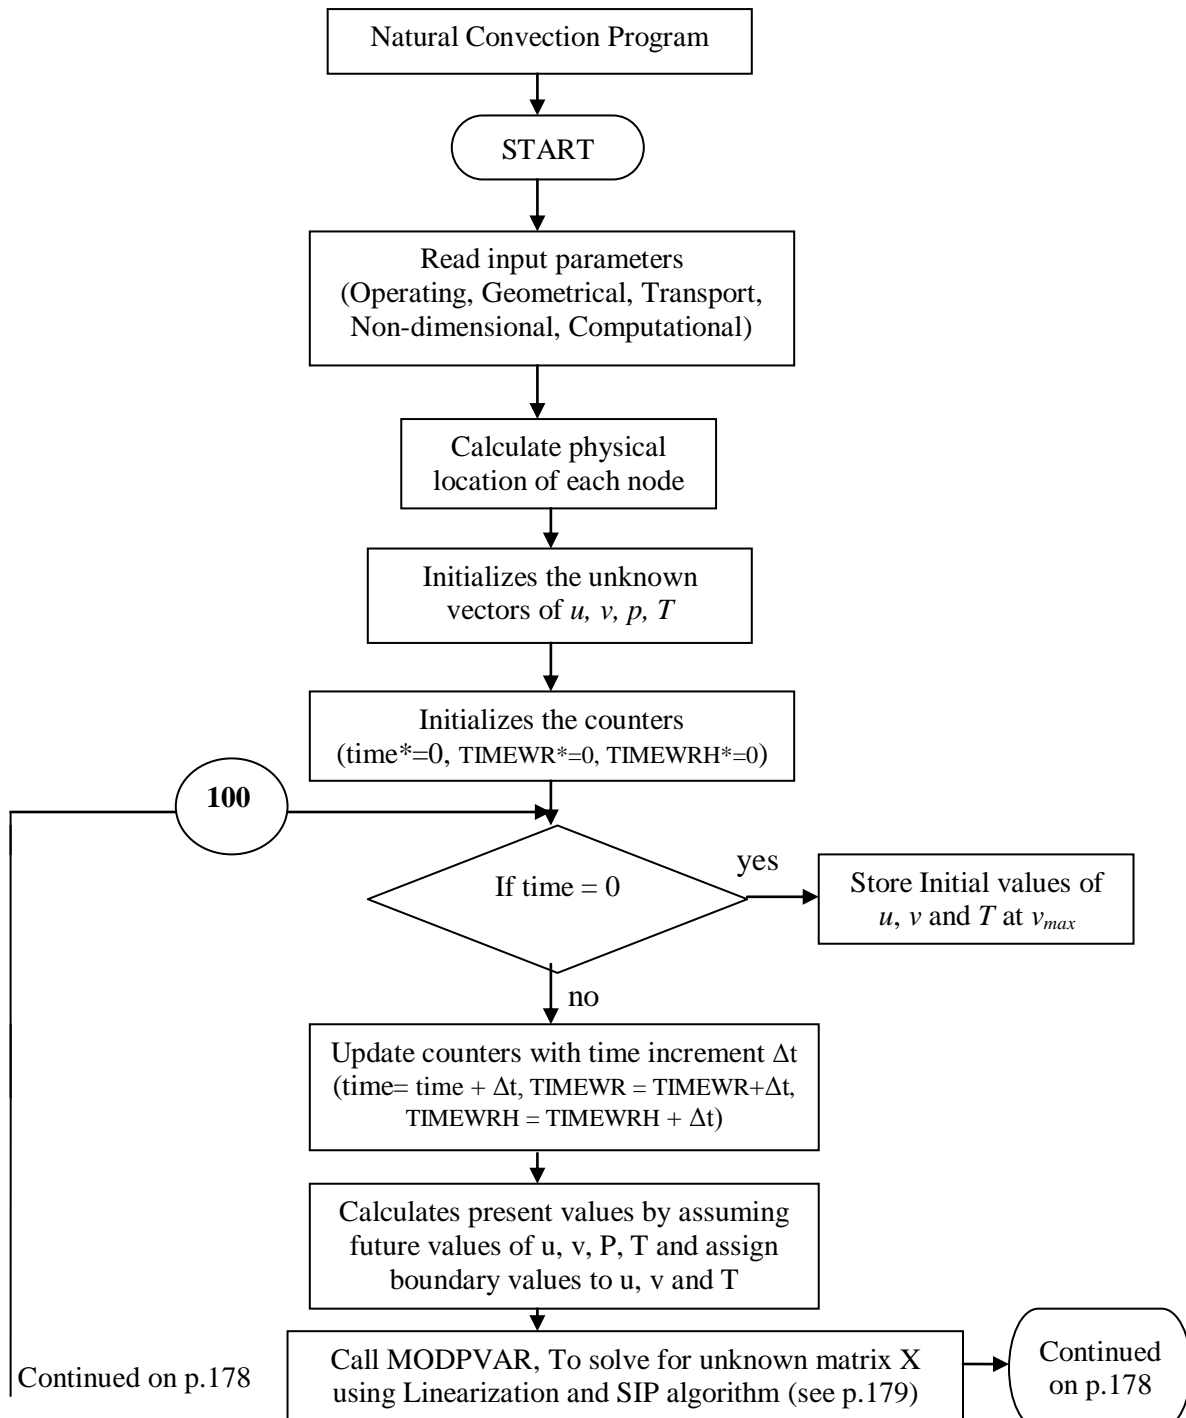 Natural Convection Program
START
Read input parameters
(Operating, Geometrical, Transport,
Non-dimensional, Computational)
Calculate physical
location of each node
Initializes the unknown
vectors of u, v, p, T
Initializes the counters
(time*=0, TIMEWR*=0, TIMEWRH*=0)
100
If time = 0
yes
Store Initial values of
u, v and T at vmax
no
Update counters with time increment Δt
(time= time + Δt, TIMEWR = TIMEWR+Δt,
TIMEWRH = TIMEWRH + Δt)
Calculates present values by assuming
future values of u, v, P, T and assign
boundary values to u, v and T
Continued on p.178
Call MODPVAR, To solve for unknown matrix X
using Linearization and SIP algorithm (see p.179)
Continued
on p.178